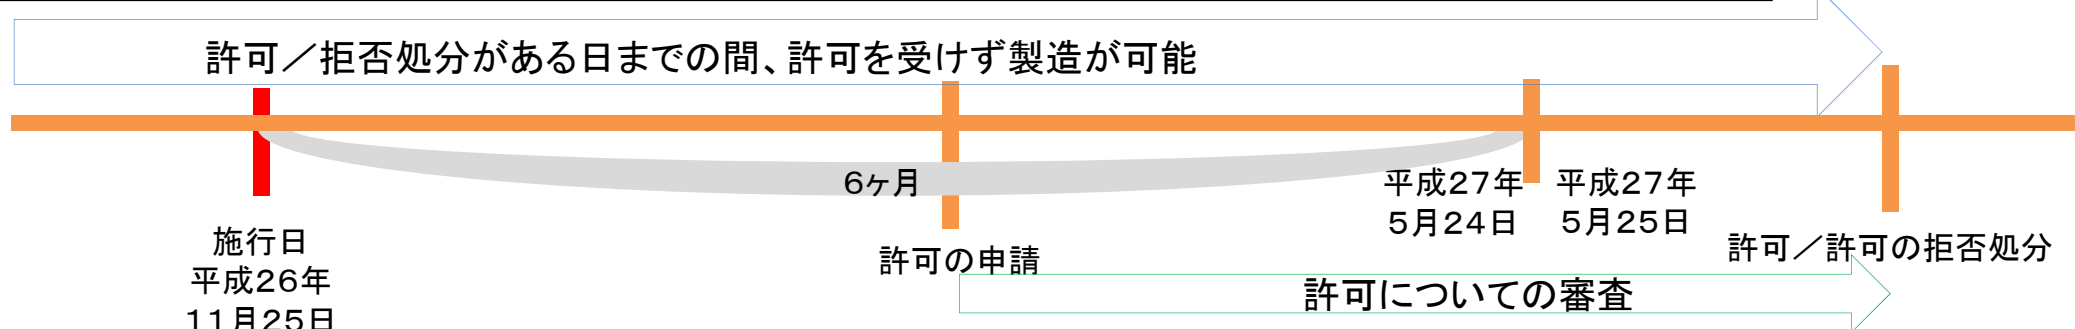 許可／拒否処分がある日までの間、許可を受けず製造が可能
6ヶ月
平成27年
5月24日
平成27年
5月25日
施行日
平成26年
11月25日
許可の申請
許可／許可の拒否処分
許可についての審査